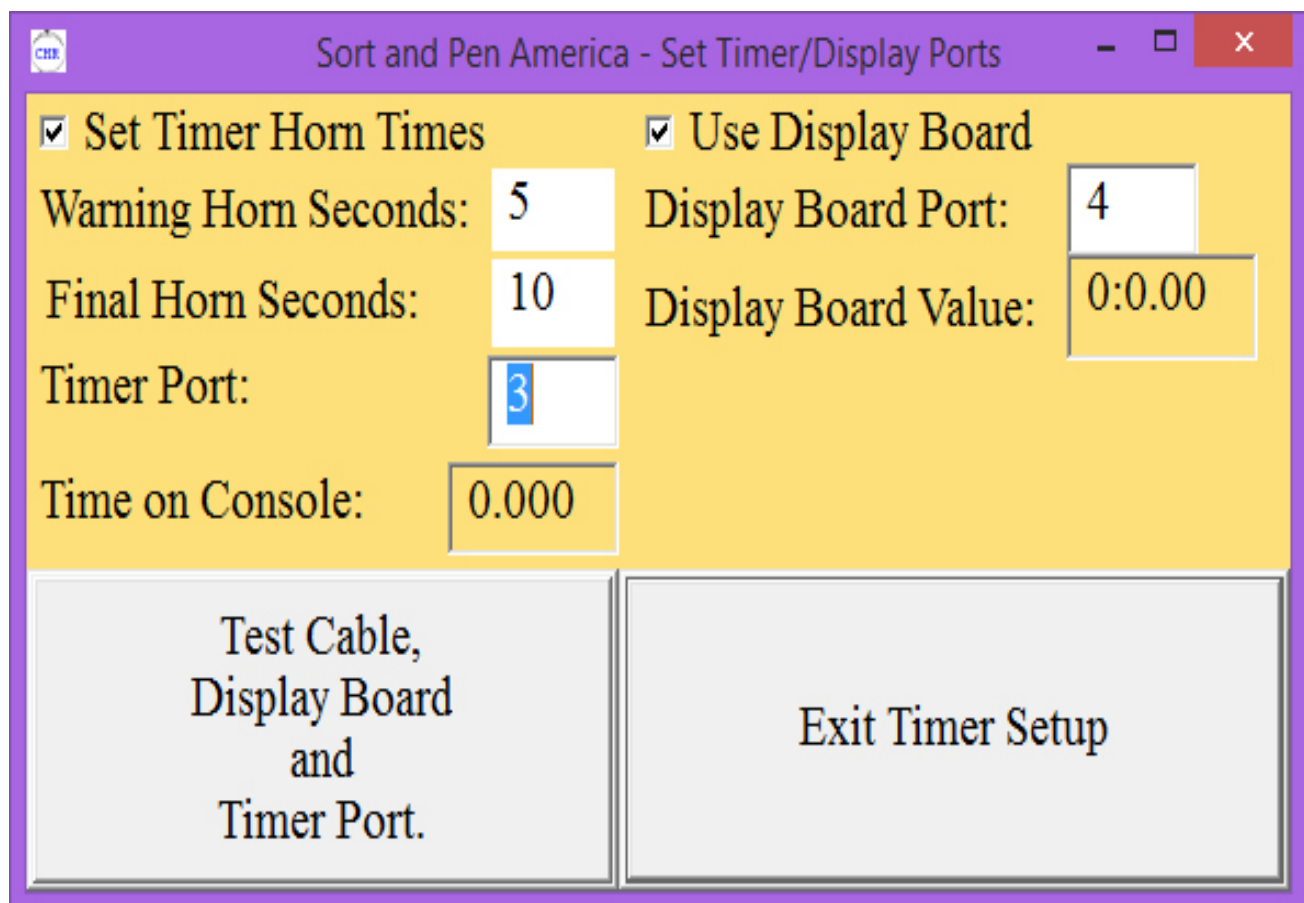 CHR
Sort and Pen America - Set Timer/Display Ports
Set Timer Horn Times
Use Display Board
Warning Horn Seconds: 5
Display Board Port: 4
Final Horn Seconds: 10
Display Board Value: 0:0.00
Timer Port: 3
Time on Console: 0.000
Test Cable,
Display Board
and
Timer Port.
Exit Timer Setup